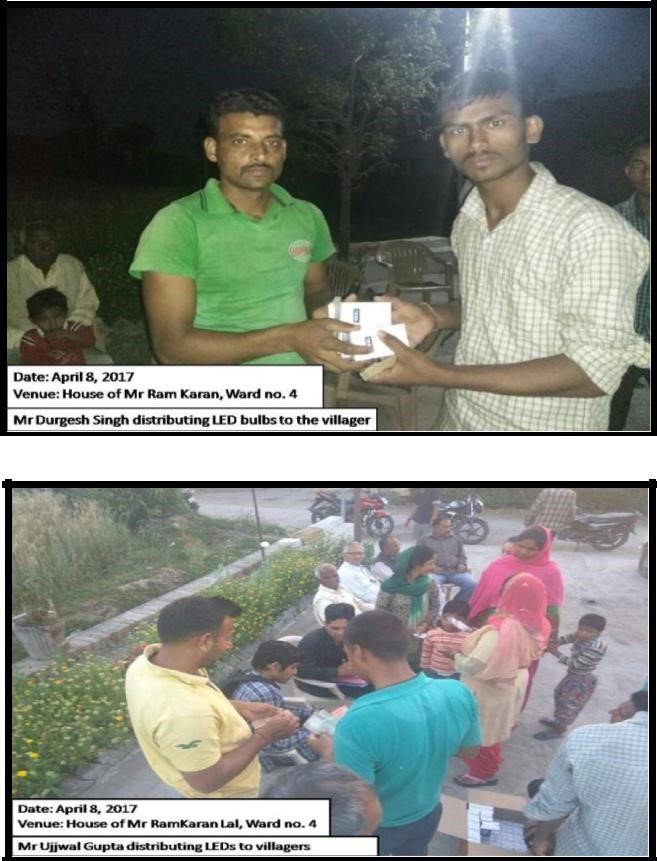 Date: April 8, 2017
Venue: House of Mr Ram Karan, Ward no. 4
Mr Durgesh Singh distributing LED bulbs to the villager
Date: April 8, 2017
Venue: House of Mr RamKaran Lal, Ward no. 4
Mr Ujjwal Gupta distributing LEDs to villagers